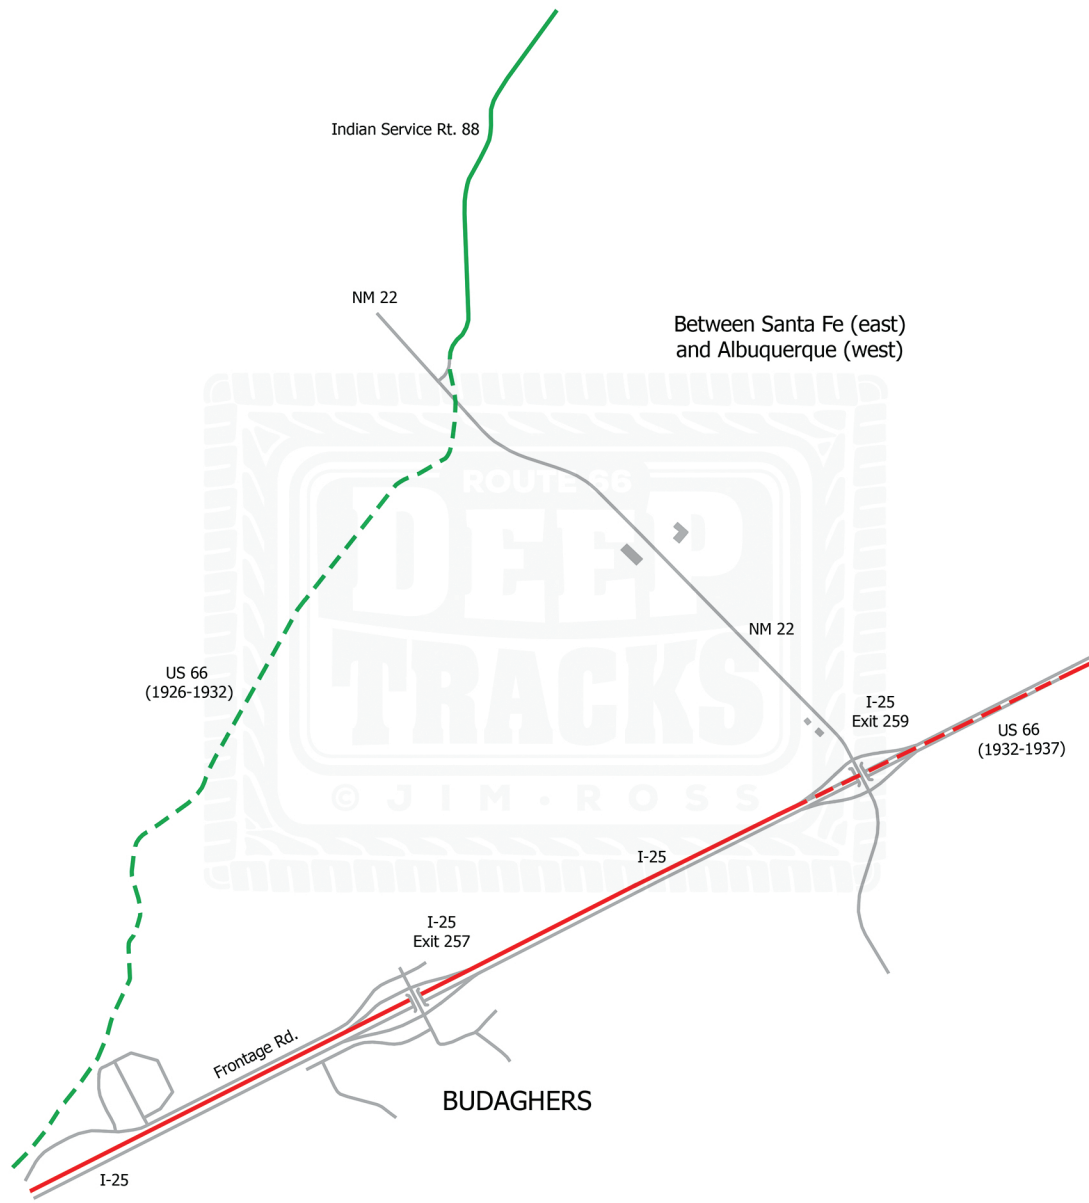 Indian Service Rt. 88
NM 22
Between Santa Fe (east)
and Albuquerque (west)
ROUTE 66
DEEP
TRACKS
© JIM • ROSS
NM 22
US 66
(1926-1932)
I-25
Exit 259
US 66
(1932-1937)
I-25
I-25
Exit 257
Frontage Rd.
BUDAGHERS
I-25